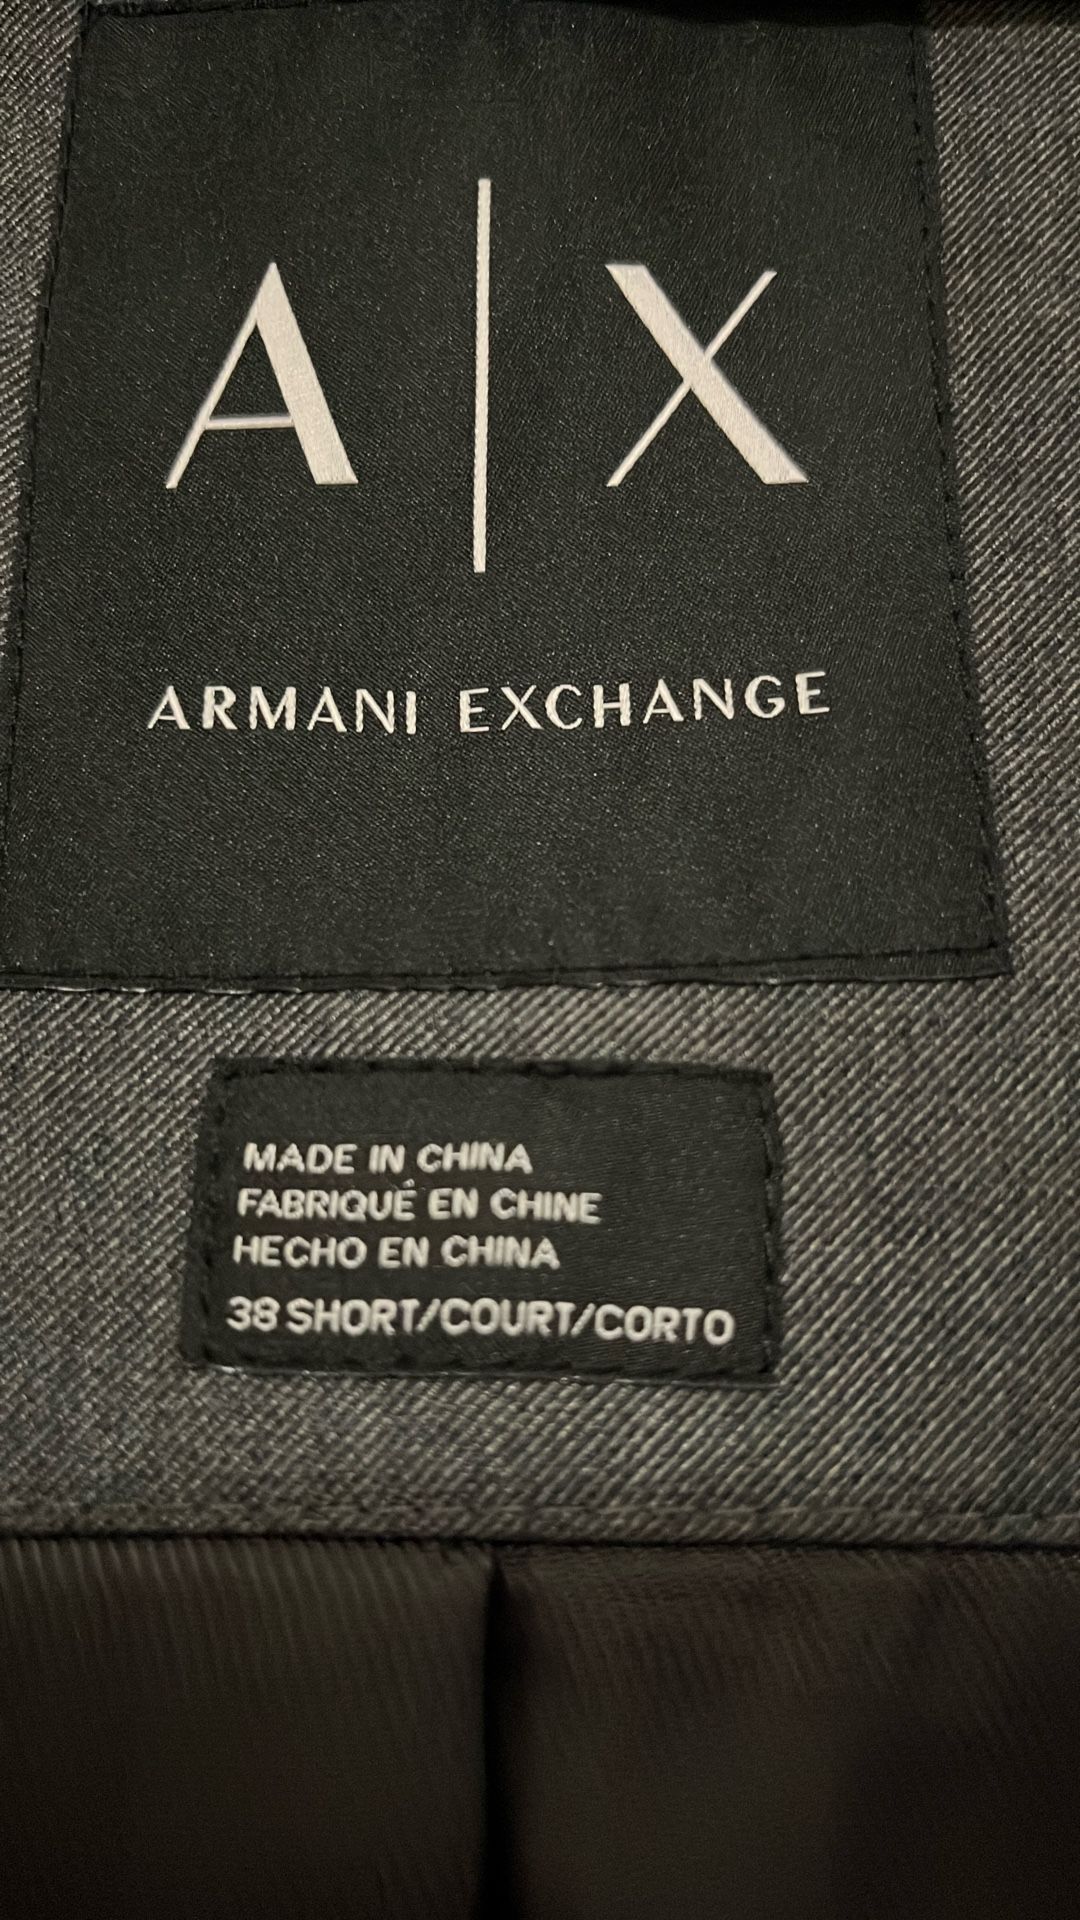 A|X
ARMANI EXCHANGE
MADE IN CHINA
FABRIQUÉ EN CHINE
HECHO EN CHINA
38 SHORT/COURT/CORTO